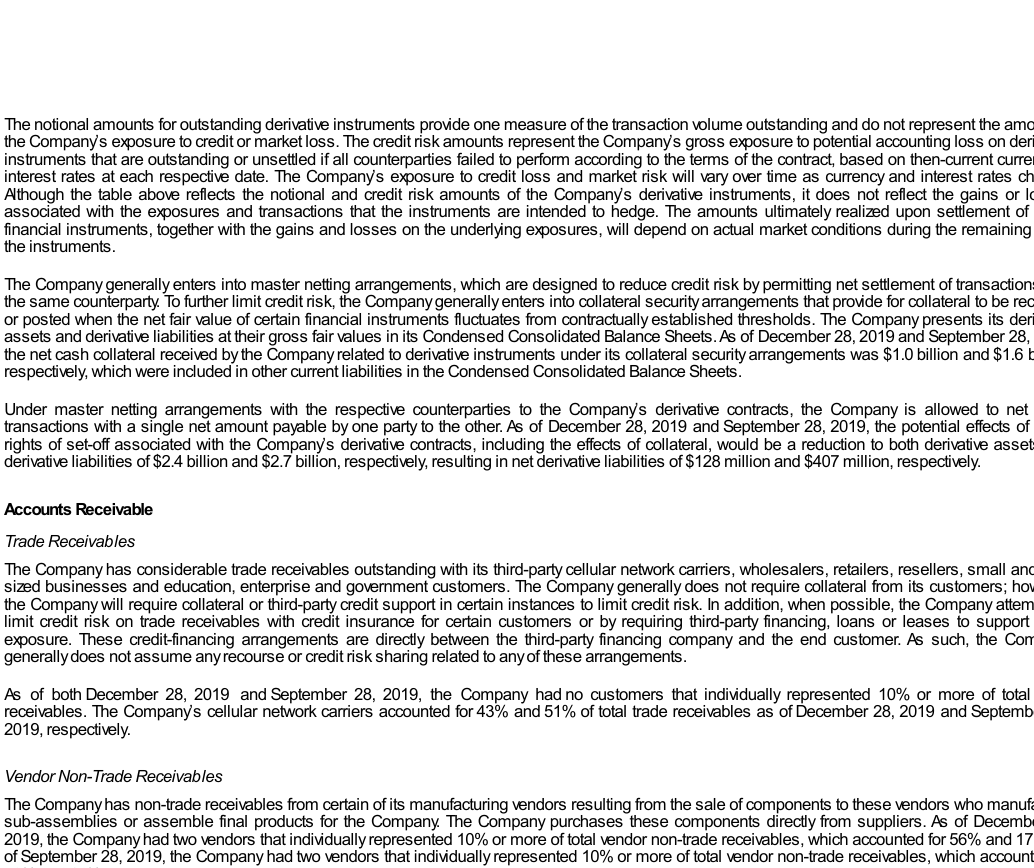 The notional amounts for outstanding derivative instruments provide one measure of the transaction volume outstanding and do not represent the amo
the Company's exposure to credit or market loss. The credit risk amounts represent the Company's gross exposure to potential accounting loss on deri
instruments that are outstanding or unsettled if all counterparties failed to perform according to the terms of the contract, based on then-current curre
interest rates at each respective date. The Company's exposure to credit loss and market risk will vary over time as currency and interest rates ch
Although the table above reflects the notional and credit risk amounts of the Company's derivative instruments, it does not reflect the gains or lo
associated with the exposures and transactions that the instruments are intended to hedge. The amounts ultimately realized upon settlement of
financial instruments, together with the gains and losses on the underlying exposures, will depend on actual market conditions during the remaining
the instruments.
The Company generally enters into master netting arrangements, which are designed to reduce credit risk by permitting net settlement of transactions
the same counterparty. To further limit credit risk, the Company generally enters into collateral security arrangements that provide for collateral to be rec
or posted when the net fair value of certain financial instruments fluctuates from contractually established thresholds. The Company presents its deri
assets and derivative liabilities at their gross fair values in its Condensed Consolidated Balance Sheets. As of December 28, 2019 and September 28,
the net cash collateral received by the Company related to derivative instruments under its collateral security arrangements was $1.0 billion and $1.6 b
respectively, which were included in other current liabilities in the Condensed Consolidated Balance Sheets.
Under master netting arrangements with the respective counterparties to the Company's derivative contracts, the Company is allowed to net
transactions with a single net amount payable by one party to the other. As of December 28, 2019 and September 28, 2019, the potential effects of
rights of set-off associated with the Company's derivative contracts, including the effects of collateral, would be a reduction to both derivative assets
derivative liabilities of $2.4 billion and $2.7 billion, respectively, resulting in net derivative liabilities of $128 million and $407 million, respectively.
Accounts Receivable
Trade Receivables
The Company has considerable trade receivables outstanding with its third-party cellular network carriers, wholesalers, retailers, resellers, small and
sized businesses and education, enterprise and government customers. The Company generally does not require collateral from its customers; how
the Company will require collateral or third-party credit support in certain instances to limit credit risk. In addition, when possible, the Company attem
limit credit risk on trade receivables with credit insurance for certain customers or by requiring third-party financing, loans or leases to support
exposure. These credit-financing arrangements are directly between the third-party financing company and the end customer. As such, the Com
generally does not assume any recourse or credit risk sharing related to any of these arrangements.
As of both December 28, 2019 and September 28, 2019, the Company had no customers that individually represented 10% or more of total
receivables. The Company's cellular network carriers accounted for 43% and 51% of total trade receivables as of December 28, 2019 and Septembe
2019, respectively.
Vendor Non-Trade Receivables
The Company has non-trade receivables from certain of its manufacturing vendors resulting from the sale of components to these vendors who manufa
sub-assemblies or assemble final products for the Company. The Company purchases these components directly from suppliers. As of Decembe
2019, the Company had two vendors that individually represented 10% or more of total vendor non-trade receivables, which accounted for 56% and 17
of September 28, 2019, the Company had two vendors that individually represented 10% or more of total vendor non-trade receivables, which accoun